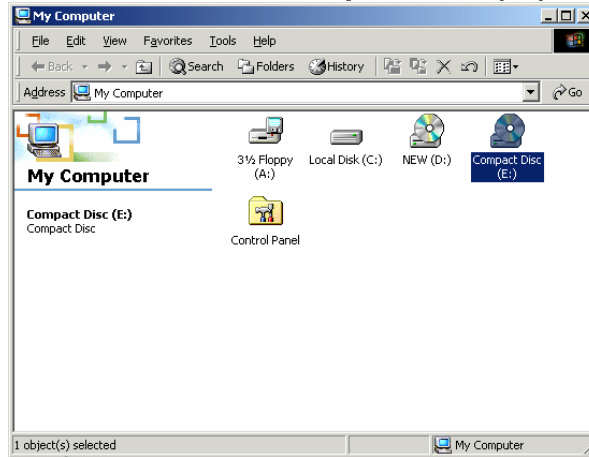 My Computer
File Edit View Favorites Tools Help
Back Search Folders History
Address My Computer Go
3½ Floppy (A:)
Local Disk (C:)
NEW (D:)
Compact Disc (E:)
My Computer
Compact Disc (E:)
Compact Disc
Control Panel
1 object(s) selected
My Computer